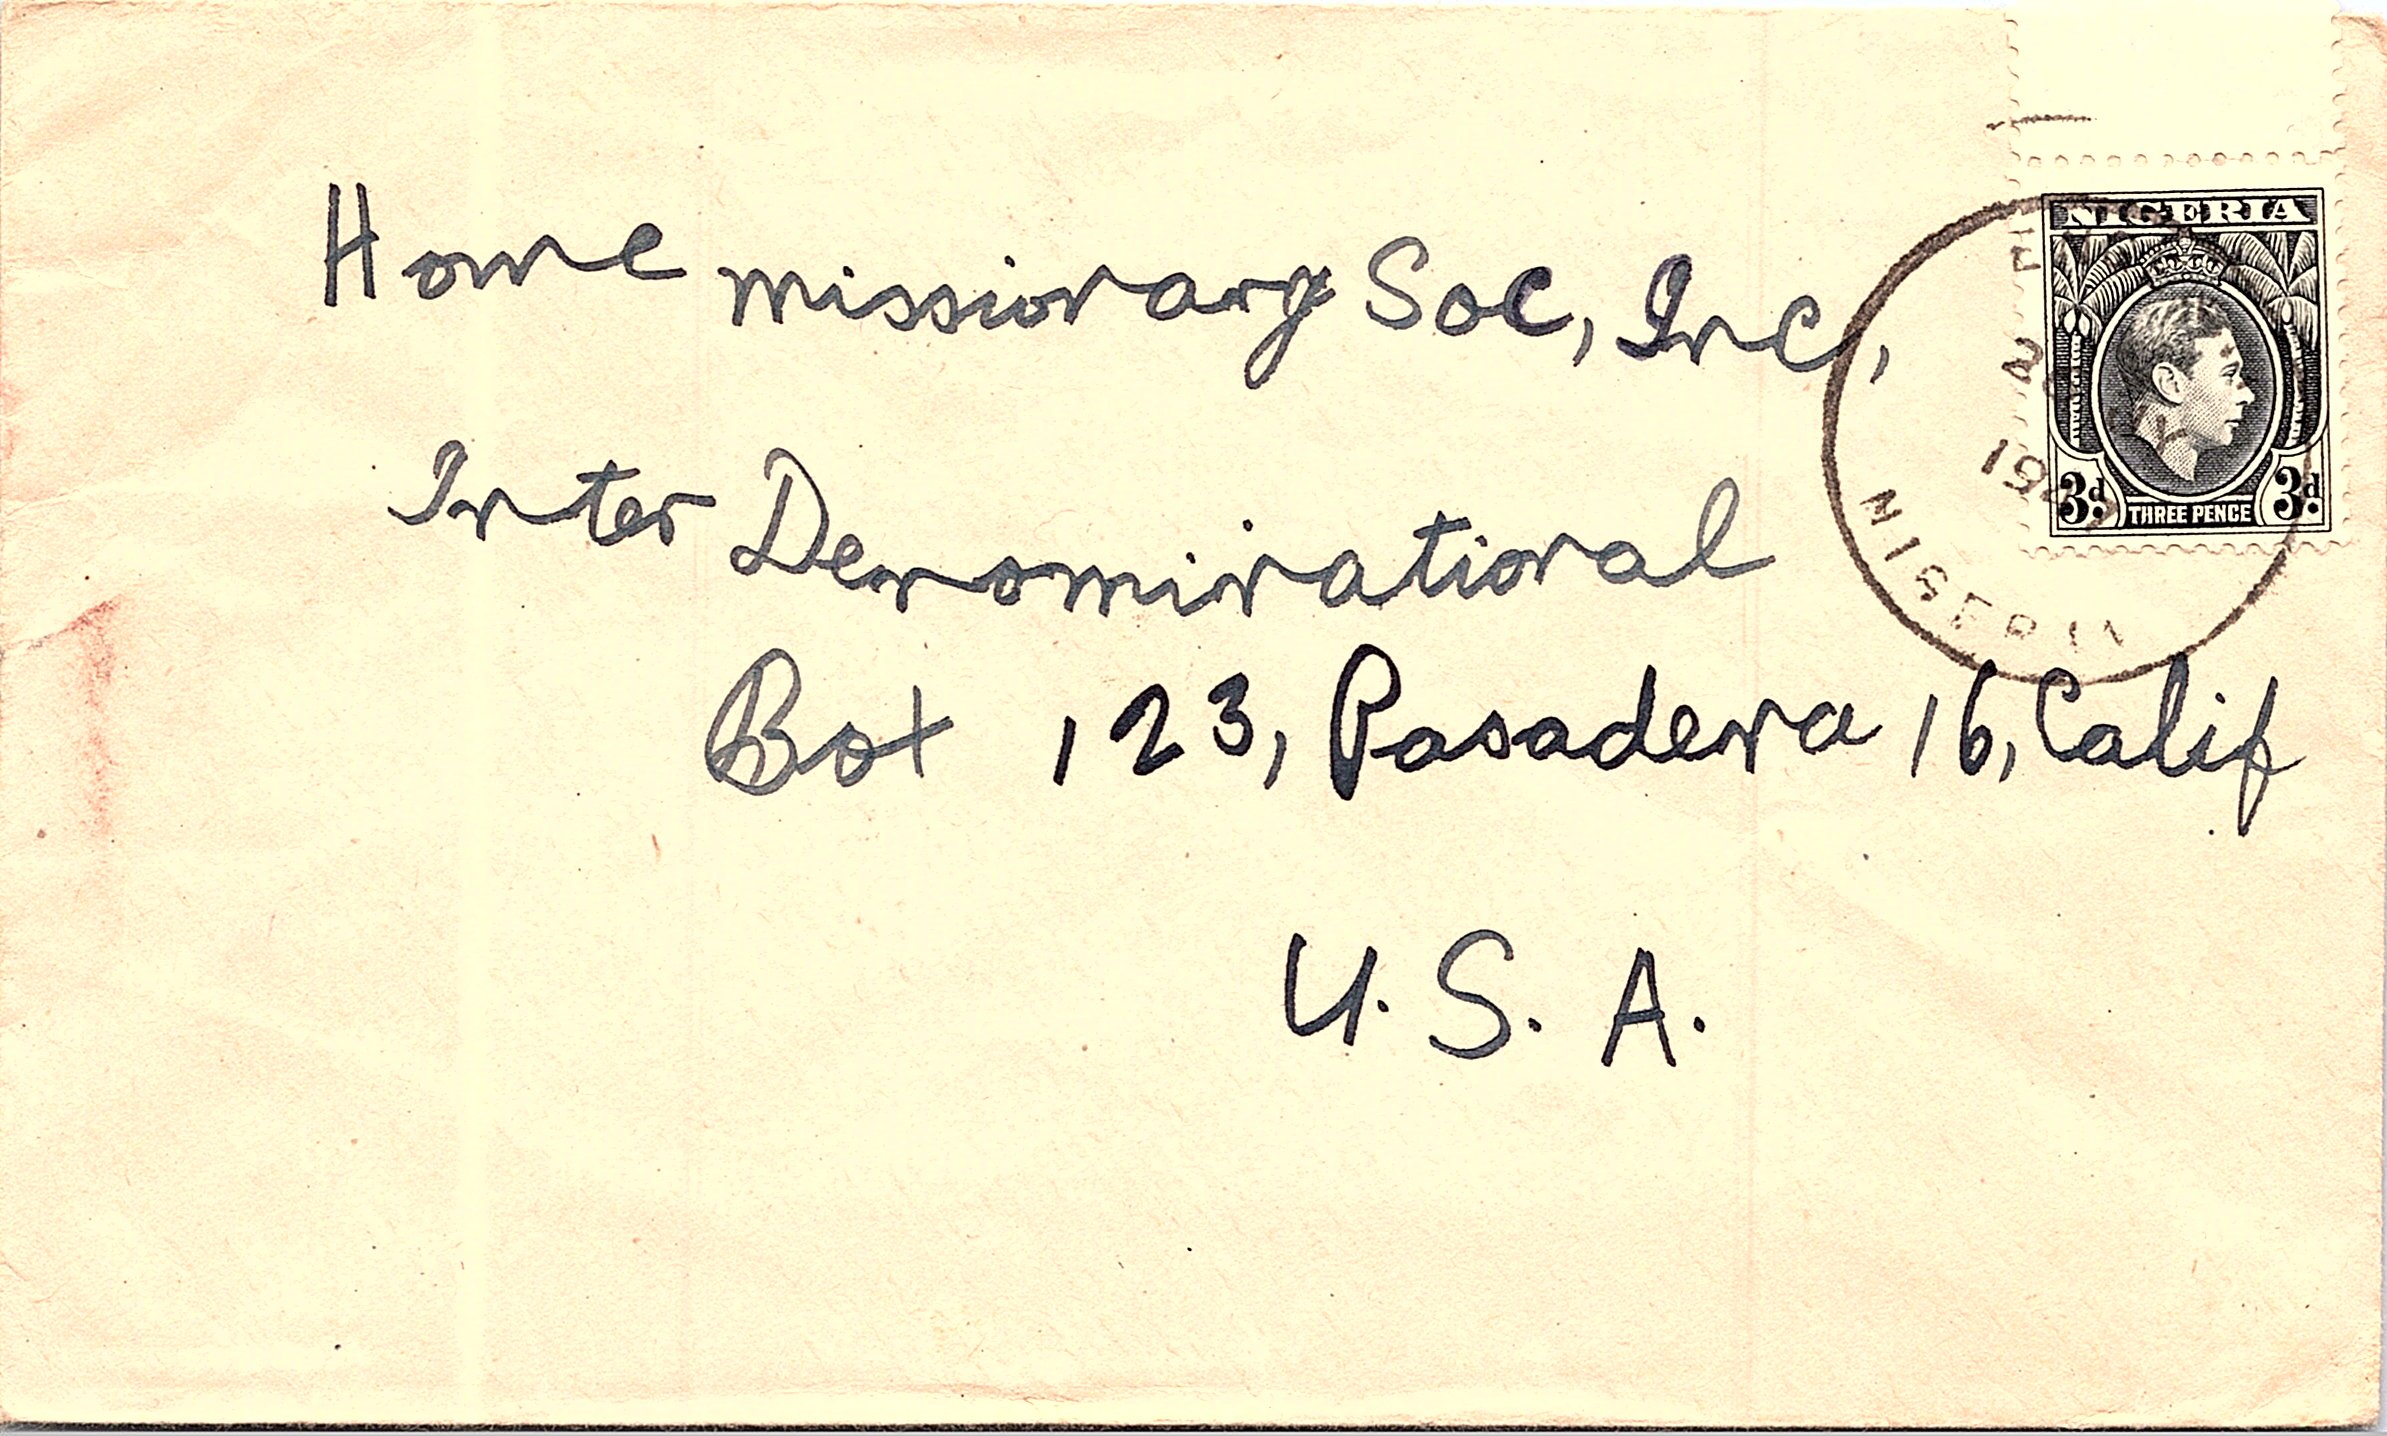 NIGERIA
3d THREE PENCE 3d
NIGERIA
Home missionary Soc, Inc,
Inter Denominational
Box 123, Pasadena 16, Calif
U. S. A.